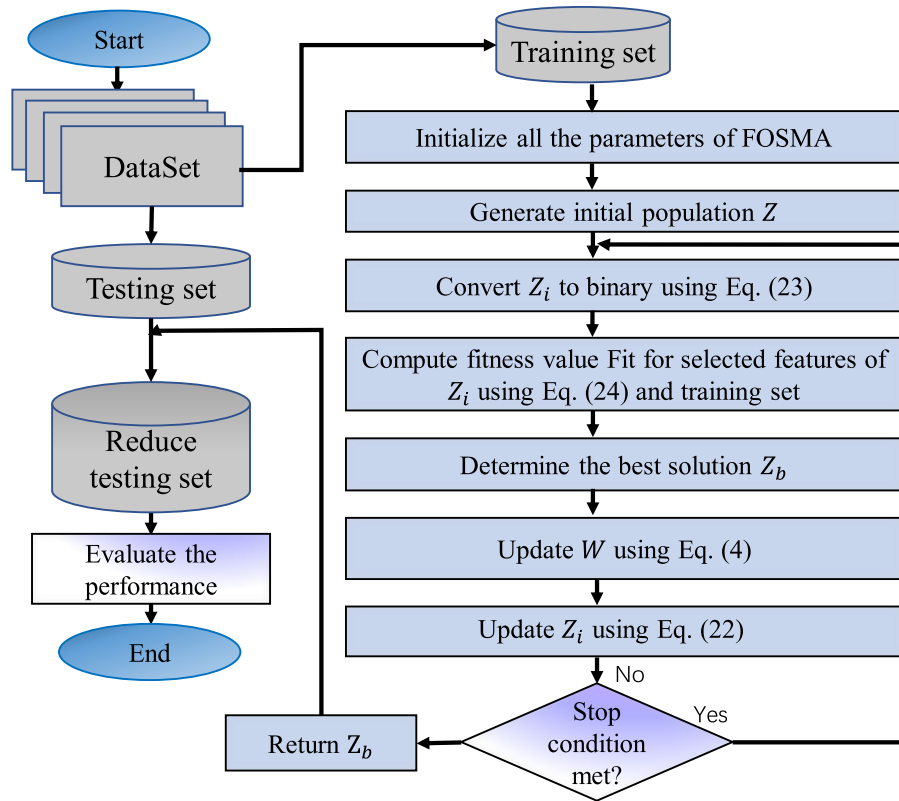 Start
DataSet
Testing set
Reduce
testing set
Evaluate the
performance
End
Training set
Initialize all the parameters of FOSMA
Generate initial population Z
Convert Z_i to binary using Eq. (23)
Compute fitness value Fit for selected features of
Z_i using Eq. (24) and training set
Determine the best solution Z_b
Update W using Eq. (4)
Update Z_i using Eq. (22)
No
Stop
condition
met?
Yes
Return Z_b